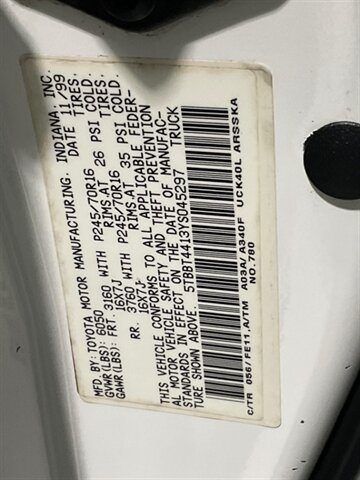 MFD. BY: TOYOTA MOTOR MANUFACTURING, INDIANA, INC.
DATE 11/99
GVWR(LBS): 6050
GAWR(LBS): FRT. 3160 WITH P245/70R16 TIRES,
16X7J RIMS AT 26 PSI COLD.
RR. 3760 WITH P245/70R16 TIRES,
16X7J RIMS AT 35 PSI COLD.
THIS VEHICLE CONFORMS TO ALL APPLICABLE FEDER-
AL MOTOR VEHICLE SAFETY AND THEFT PREVENTION
STANDARDS IN EFFECT ON THE DATE OF MANUFAC-
TURE SHOWN ABOVE. TRUCK
5TBBT4413YS045297
C/TR 056/FE11 A/TM A03A/A340F UCK40L ARSSKA
NO.780